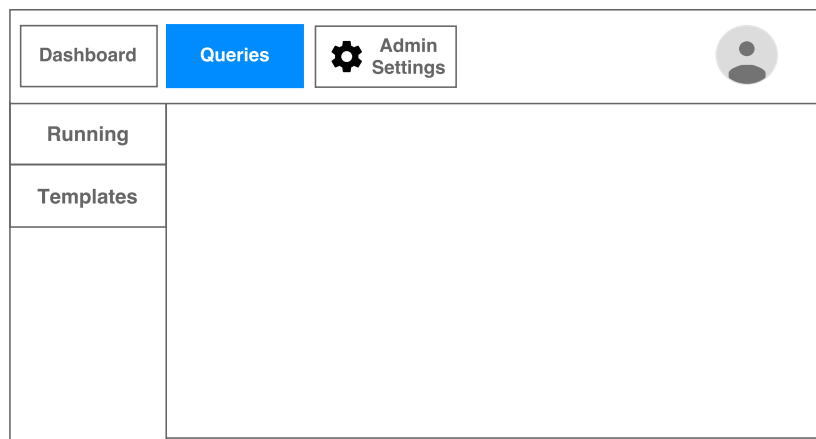 Dashboard
Queries
Admin
Settings
Running
Templates